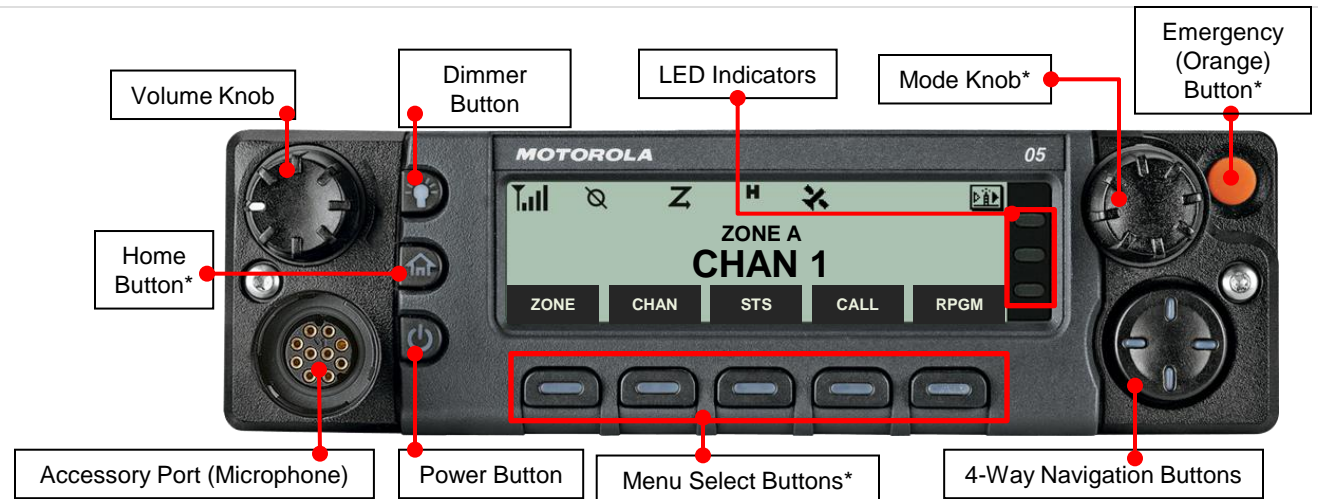 Emergency
(Orange)
Button*
Dimmer
Button
LED Indicators
Mode Knob*
Volume Knob
MOTOROLA
05
H
ZONE A
CHAN 1
Home
Button*
ZONE CHAN STS CALL RPGM
Accessory Port (Microphone)
Power Button
Menu Select Buttons*
4-Way Navigation Buttons